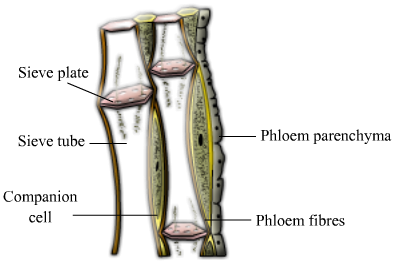 Sieve plate
Sieve tube
Phloem parenchyma
Companion
cell
Phloem fibres